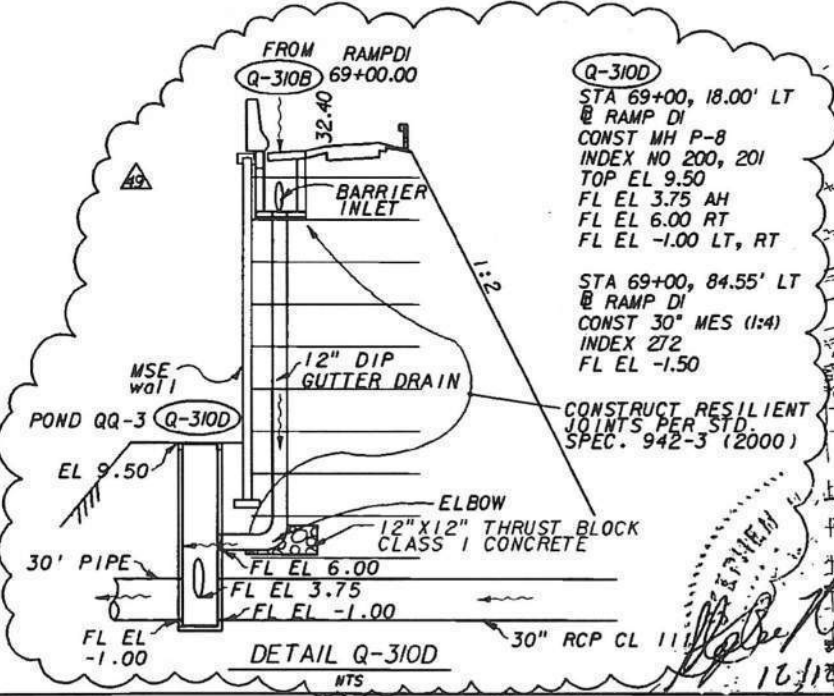 FROM RAMPDI
Q-310B 69+00.00
32.40
49
BARRIER
INLET
1:2
MSE
wall
12" DIP
GUTTER DRAIN
POND QQ-3 Q-310D
EL 9.50
CONSTRUCT RESILIENT
JOINTS PER STD.
SPEC. 942-3 (2000)
ELBOW
12"X12" THRUST BLOCK
CLASS I CONCRETE
30' PIPE
FL EL 6.00
FL EL 3.75
FL EL -1.00
FL EL
-1.00
30" RCP CL III
DETAIL Q-310D
NTS
Q-310D
STA 69+00, 18.00' LT
℄ RAMP DI
CONST MH P-8
INDEX NO 200, 201
TOP EL 9.50
FL EL 3.75 AH
FL EL 6.00 RT
FL EL -1.00 LT, RT
STA 69+00, 84.55' LT
℄ RAMP DI
CONST 30" MES (1:4)
INDEX 272
FL EL -1.50